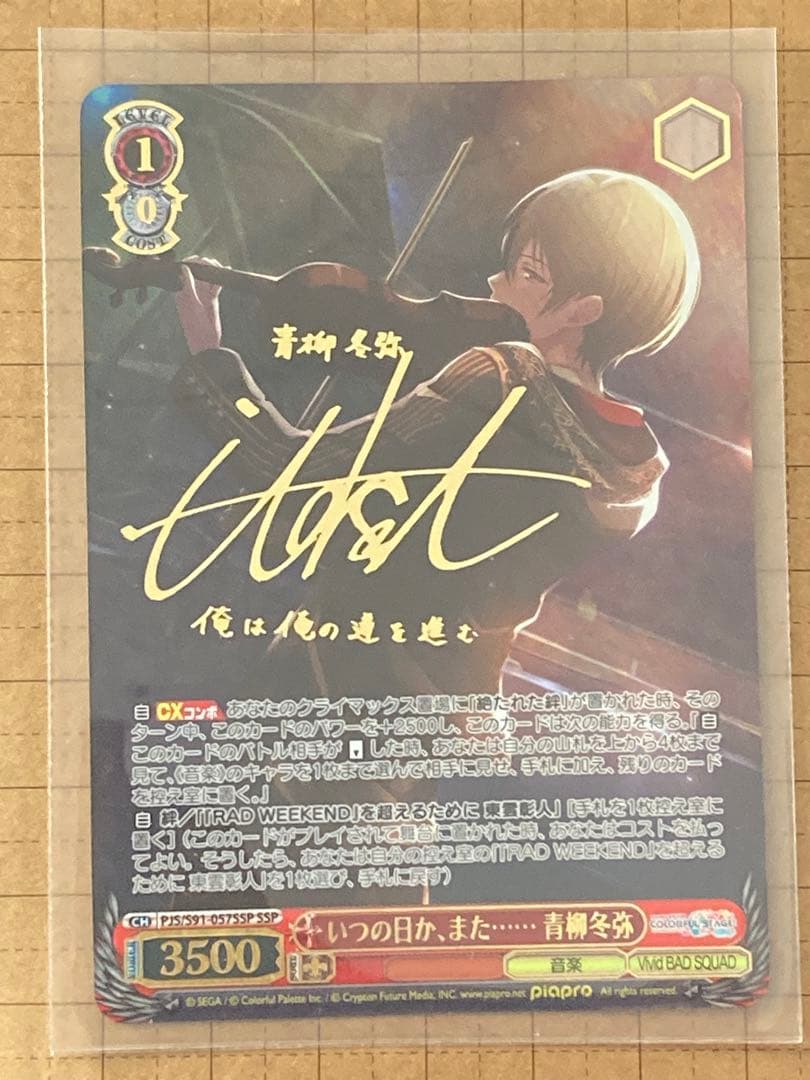 LEVEL
1
0
COST
青柳冬弥
俺は俺の道を進む
自 CXコンボ あなたのクライマックス置場に「絶たれた絆」が置かれた時、その
ターン中、このカードのパワーを+2500し、このカードは次の能力を得る。『自
このカードのバトル相手が した時、あなたは自分の山札を上から4枚まで
見て、《音楽》のキャラを1枚まで選んで相手に見せ、手札に加え、残りのカード
を控え室に置く。』
自 絆/「「TRAD WEEKEND」を超えるために 東雲彰人」 [手札を1枚控え室に
置く] (このカードがプレイされて舞台に置かれた時、あなたはコストを払っ
てよい。そうしたら、あなたは自分の控え室の「「TRAD WEEKEND」を超える
ために 東雲彰人」を1枚選び、手札に戻す)
CH PJS/S91-057SSP SSP
いつの日か、また…… 青柳冬弥
COLORFUL STAGE!
POWER
3500
SOUL
音楽
Vivid BAD SQUAD
© SEGA / © Colorful Palette Inc. / © Crypton Future Media, INC. www.piapro.net piapro All rights reserved.